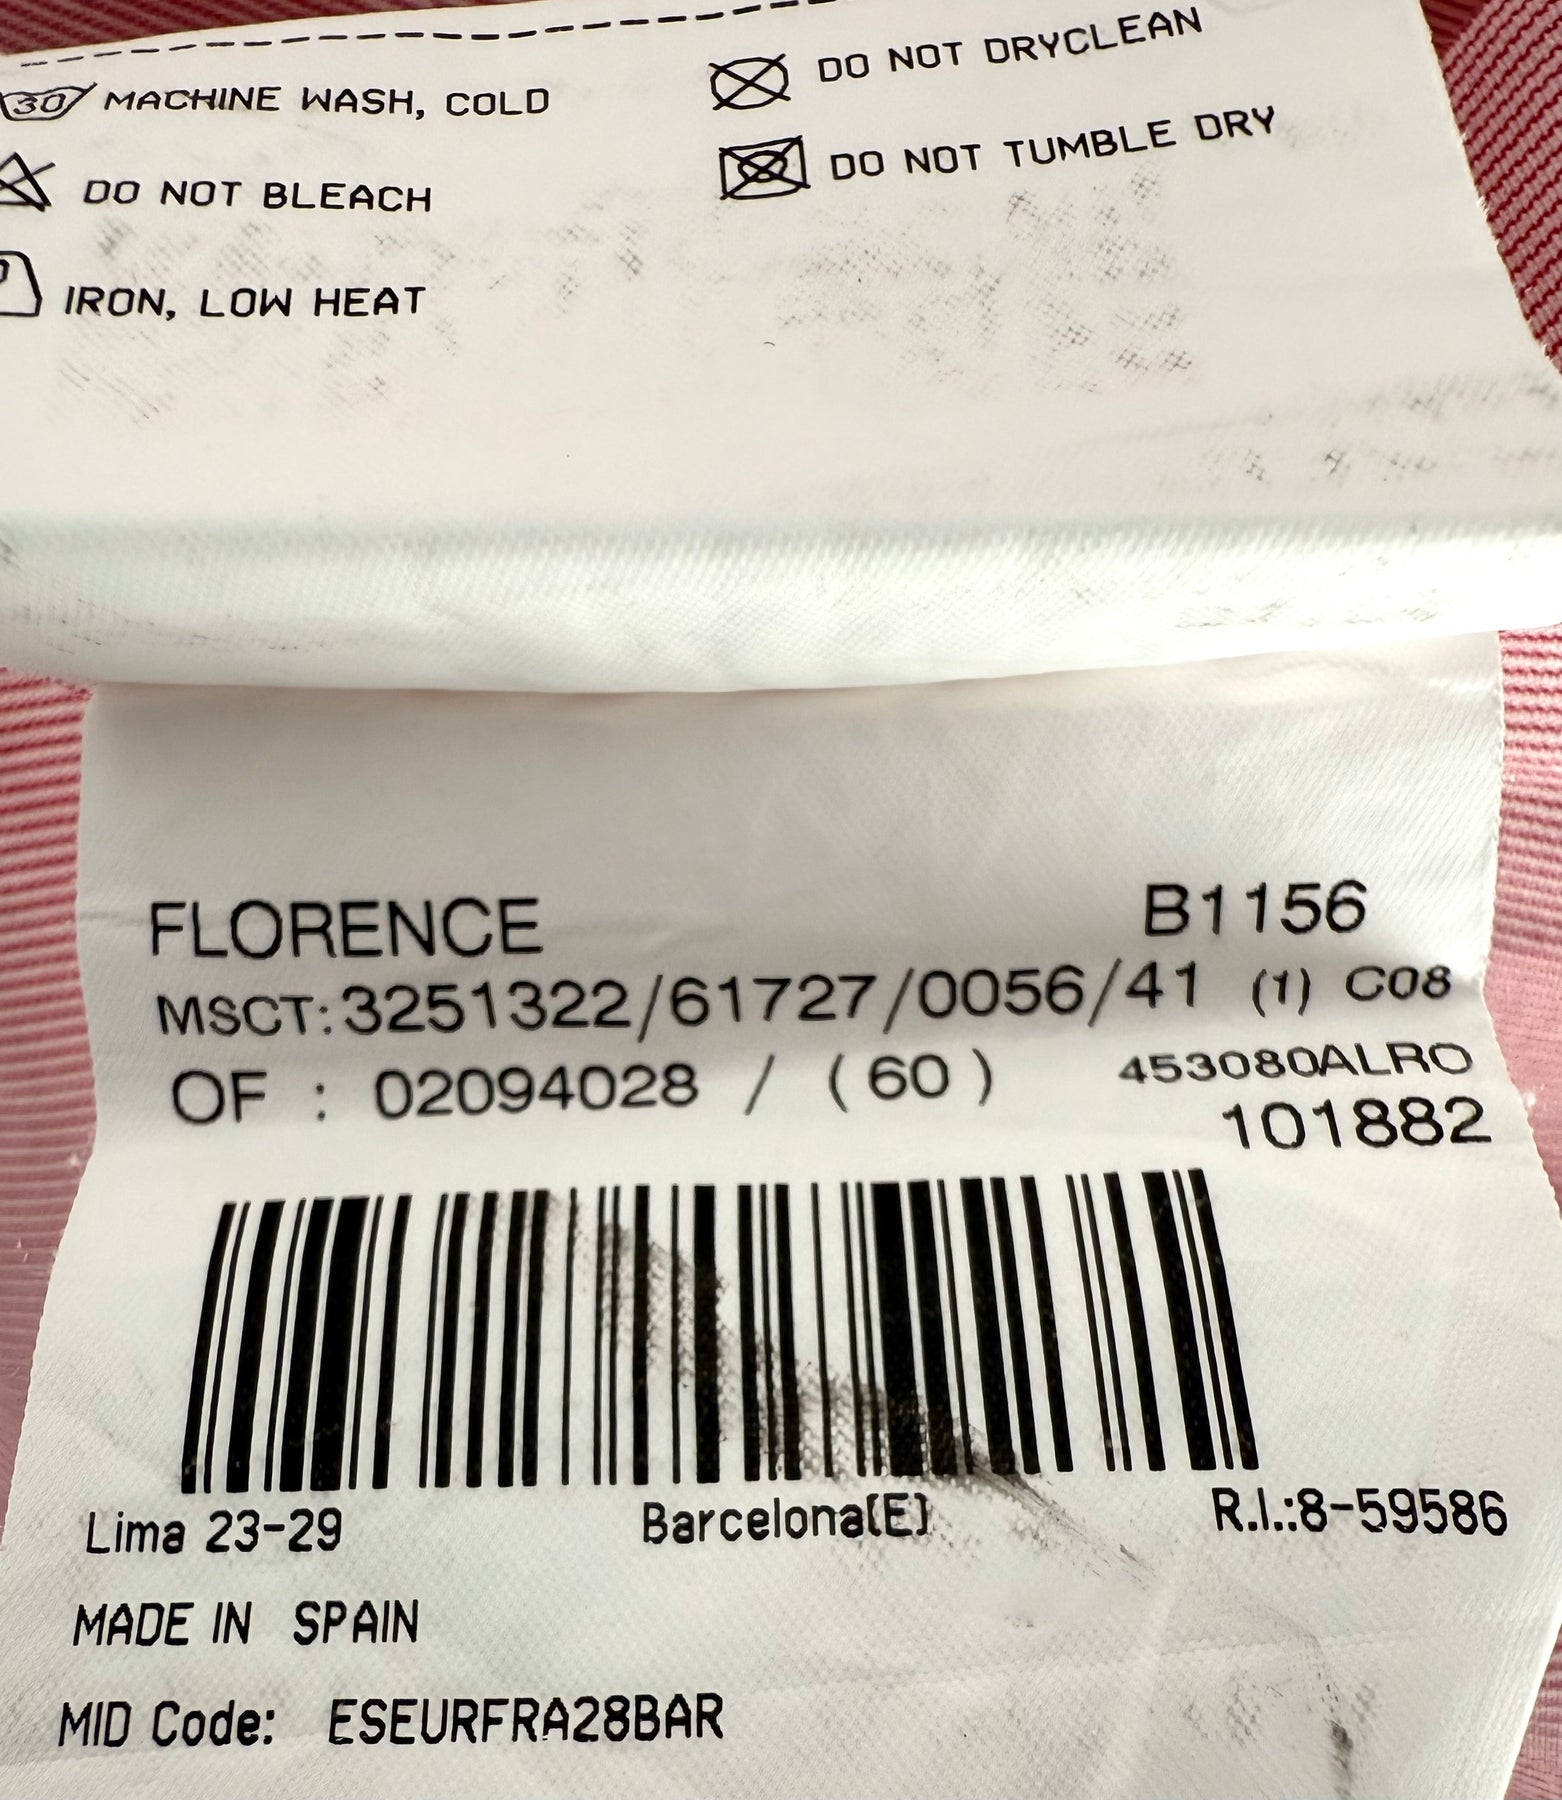 30 MACHINE WASH, COLD
DO NOT BLEACH
IRON, LOW HEAT
DO NOT DRYCLEAN
DO NOT TUMBLE DRY
FLORENCE B1156
MSCT:3251322/61727/0056/41 (1) C08
OF : 02094028 / (60) 453080ALRO
101882
Lima 23-29 Barcelona(E) R.I.:8-59586
MADE IN SPAIN
MID Code: ESEURFRA28BAR